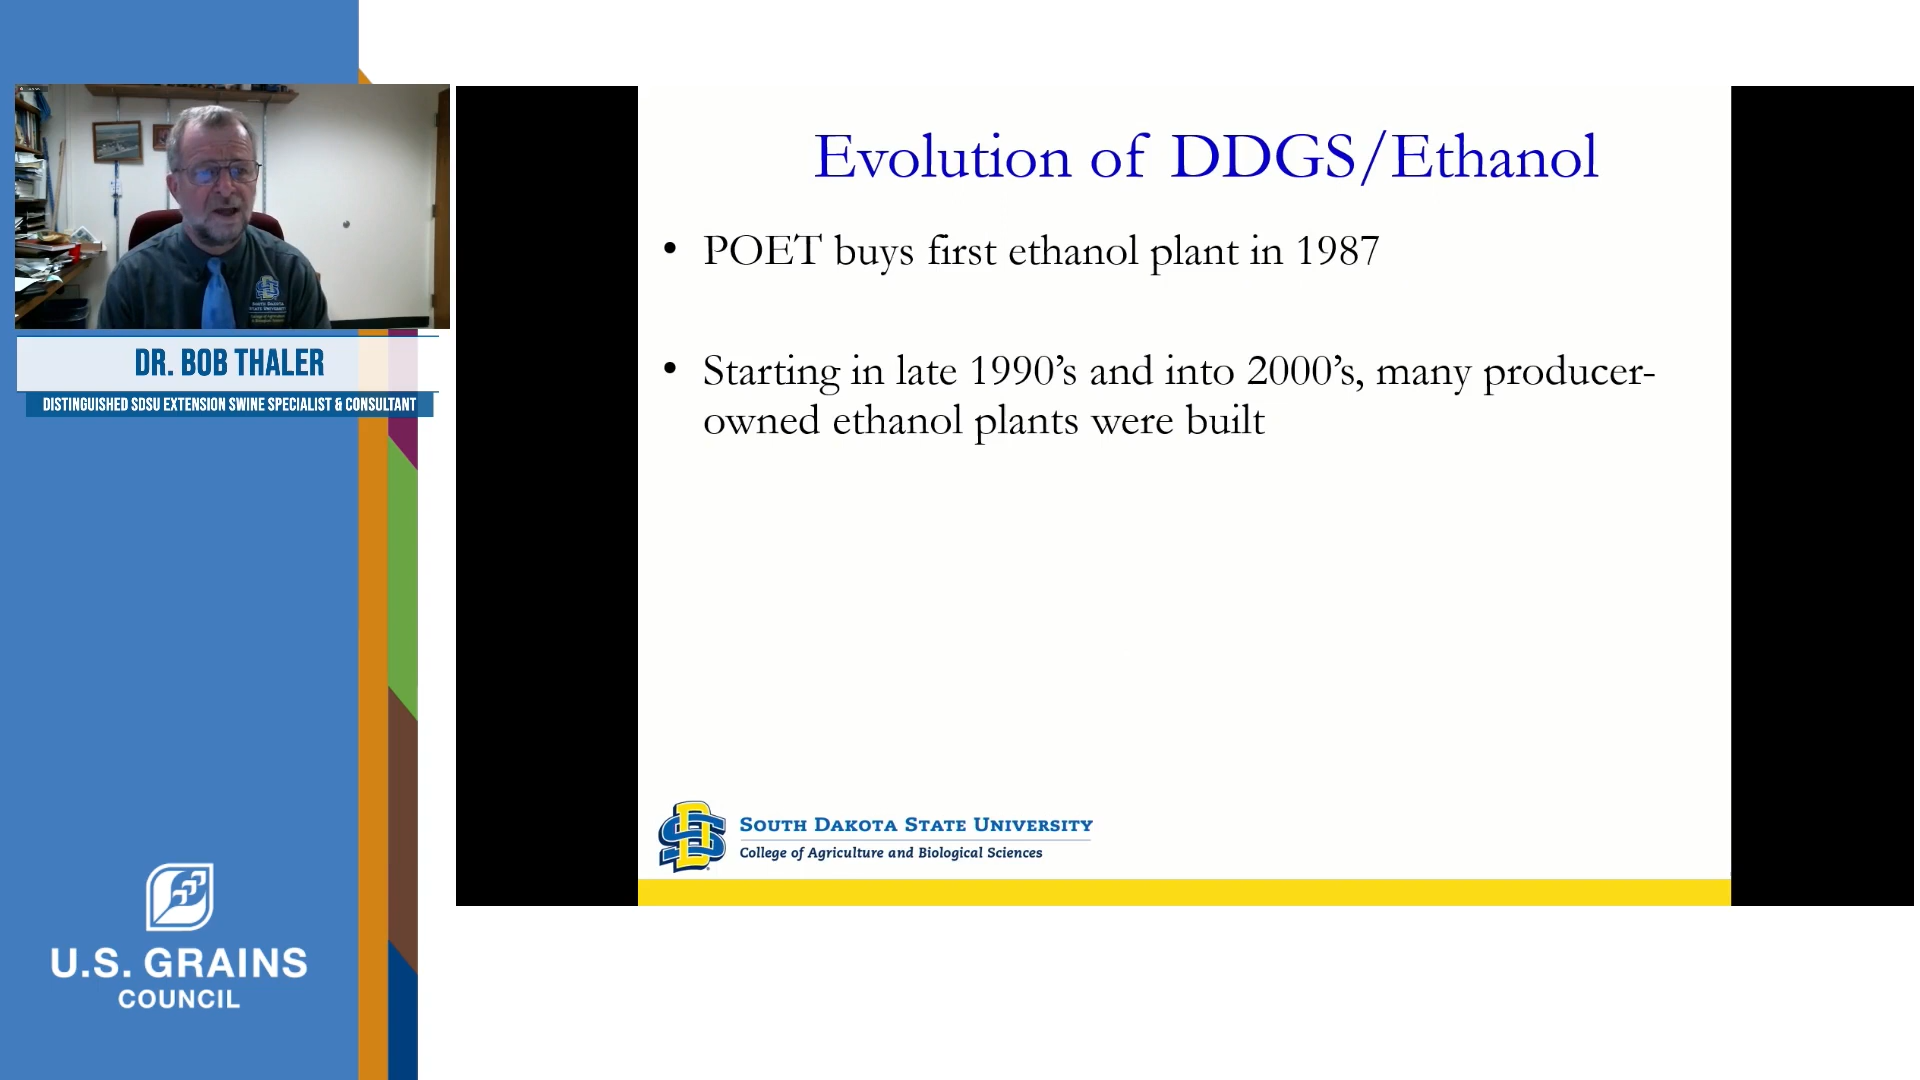 DR. BOB THALER
DISTINGUISHED SDSU EXTENSION SWINE SPECIALIST & CONSULTANT
U.S. GRAINS
COUNCIL
Evolution of DDGS/Ethanol
• POET buys first ethanol plant in 1987
• Starting in late 1990’s and into 2000’s, many producer-
owned ethanol plants were built
SOUTH DAKOTA STATE UNIVERSITY
College of Agriculture and Biological Sciences